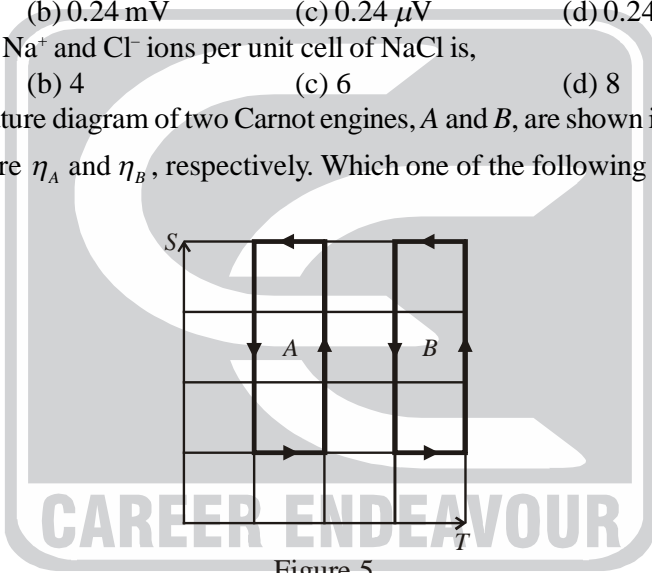 (b) 0.24 mV (c) 0.24 μV (d) 0.24
Na⁺ and Cl⁻ ions per unit cell of NaCl is,
(b) 4 (c) 6 (d) 8
ture diagram of two Carnot engines, A and B, are shown i
re η_A and η_B, respectively. Which one of the following
S
A B
CAREER ENDEAVOUR
T
Figure 5